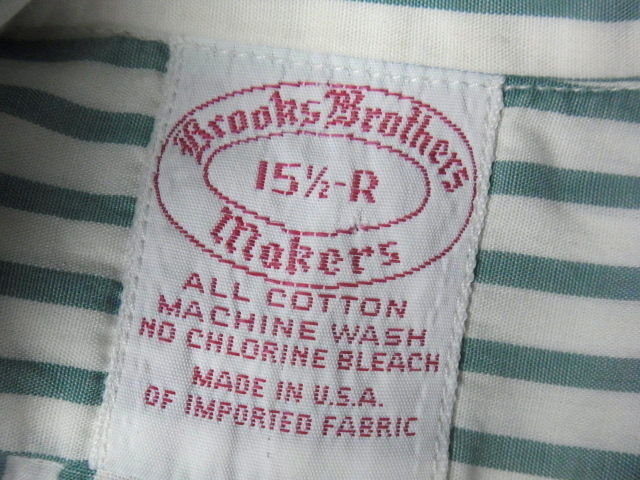 Brooks Brothers
15½-R
Makers
ALL COTTON
MACHINE WASH
NO CHLORINE BLEACH
MADE IN U.S.A.
OF IMPORTED FABRIC